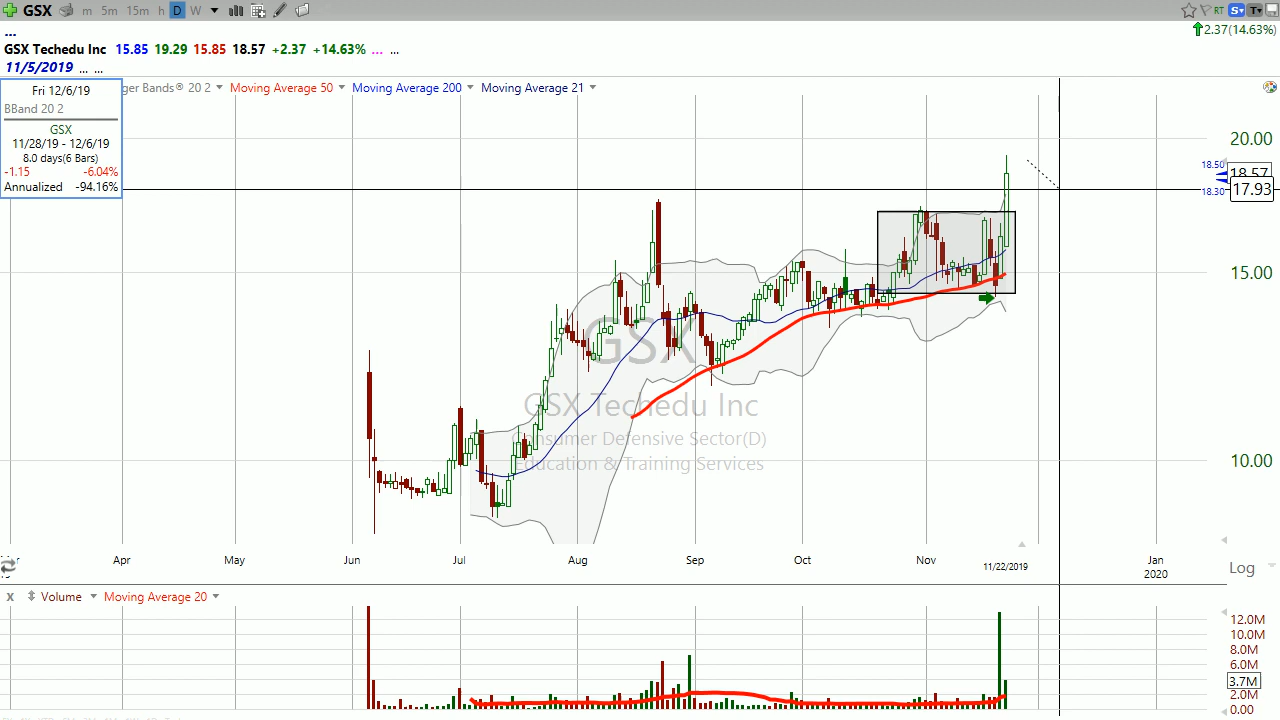 GSX m 5m 15m h D W RT S T
2.37(14.63%)
...
GSX Techedu Inc 15.85 19.29 15.85 18.57 +2.37 +14.63% ... ...
11/5/2019 ... ...
Fri 12/6/19
BBand 20 2
GSX
11/28/19 - 12/6/19
8.0 days(6 Bars)
-1.15 -6.04%
Annualized -94.16%
ger Bands® 20 2 Moving Average 50 Moving Average 200 Moving Average 21
20.00
18.50
18.57
17.93
18.30
15.00
10.00
GSX
GSX Techedu Inc
Consumer Defensive Sector(D)
Education & Training Services
Apr May Jun Jul Aug Sep Oct Nov 11/22/2019 Jan
2020
Log
x Volume Moving Average 20
12.0M
10.0M
8.0M
6.0M
3.7M
2.0M
0.00